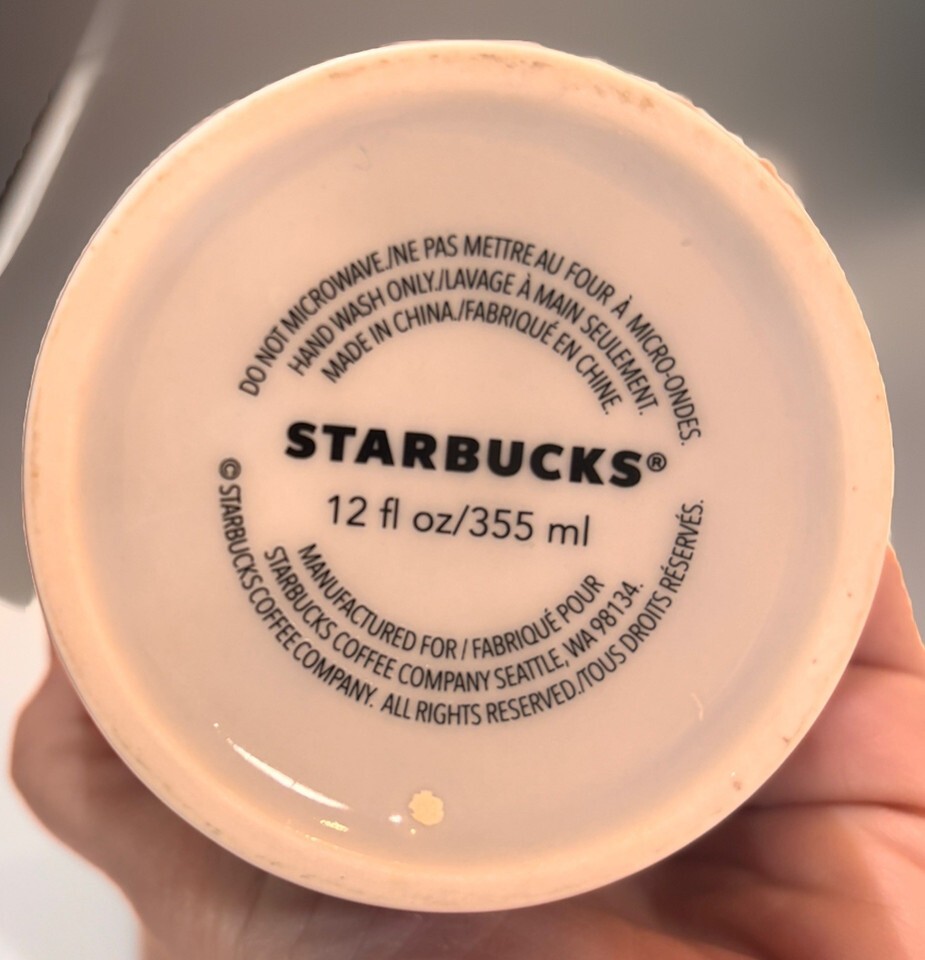 DO NOT MICROWAVE./NE PAS METTRE AU FOUR À MICRO-ONDES.
HAND WASH ONLY./LAVAGE À MAIN SEULEMENT.
MADE IN CHINA./FABRIQUÉ EN CHINE.
STARBUCKS®
12 fl oz/355 ml
MANUFACTURED FOR / FABRIQUÉ POUR
STARBUCKS COFFEE COMPANY SEATTLE, WA 98134.
© STARBUCKS COFFEE COMPANY. ALL RIGHTS RESERVED./TOUS DROITS RÉSERVÉS.